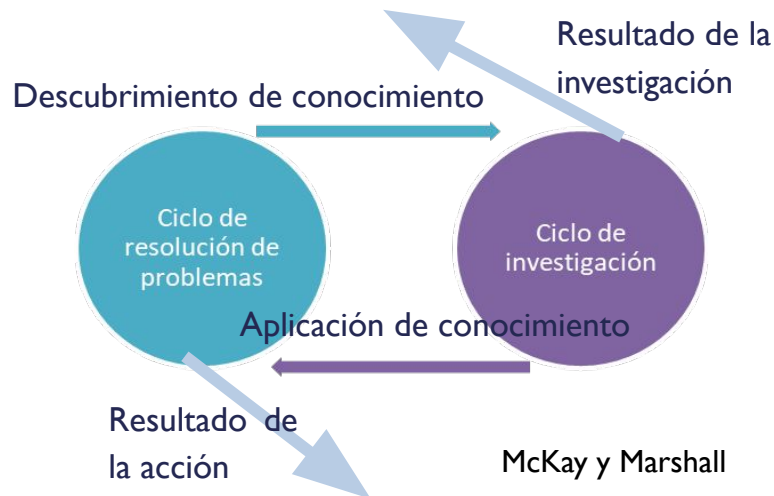 Resultado de la
investigación
Descubrimiento de conocimiento
Ciclo de
resolución de
problemas
Ciclo de
investigación
Aplicación de conocimiento
Resultado de
la acción
McKay y Marshall